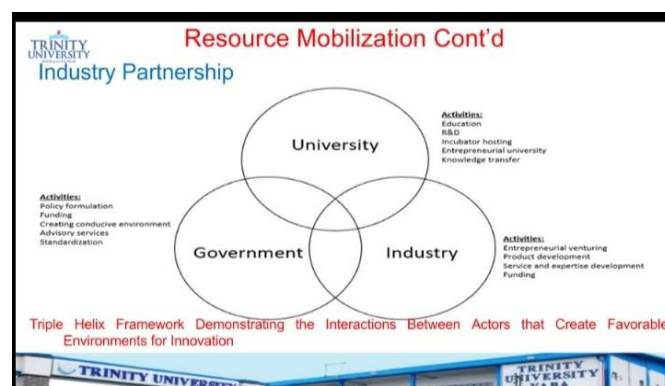 TRINITY
UNIVERSITY
Resource Mobilization Cont'd
Industry Partnership
University
Activities:
Education
R&D
Incubator hosting
Entrepreneurial university
Knowledge transfer
Activities:
Policy formulation
Funding
Creating conducive environment
Advisory services
Standardization
Government
Industry
Activities:
Entrepreneurial venturing
Product development
Service and expertise development
Funding
Triple Helix Framework Demonstrating the Interactions Between Actors that Create Favorable
Environments for Innovation
TRINITY UNIVERSITY
TRINITY
UNIVERSITY
YABA